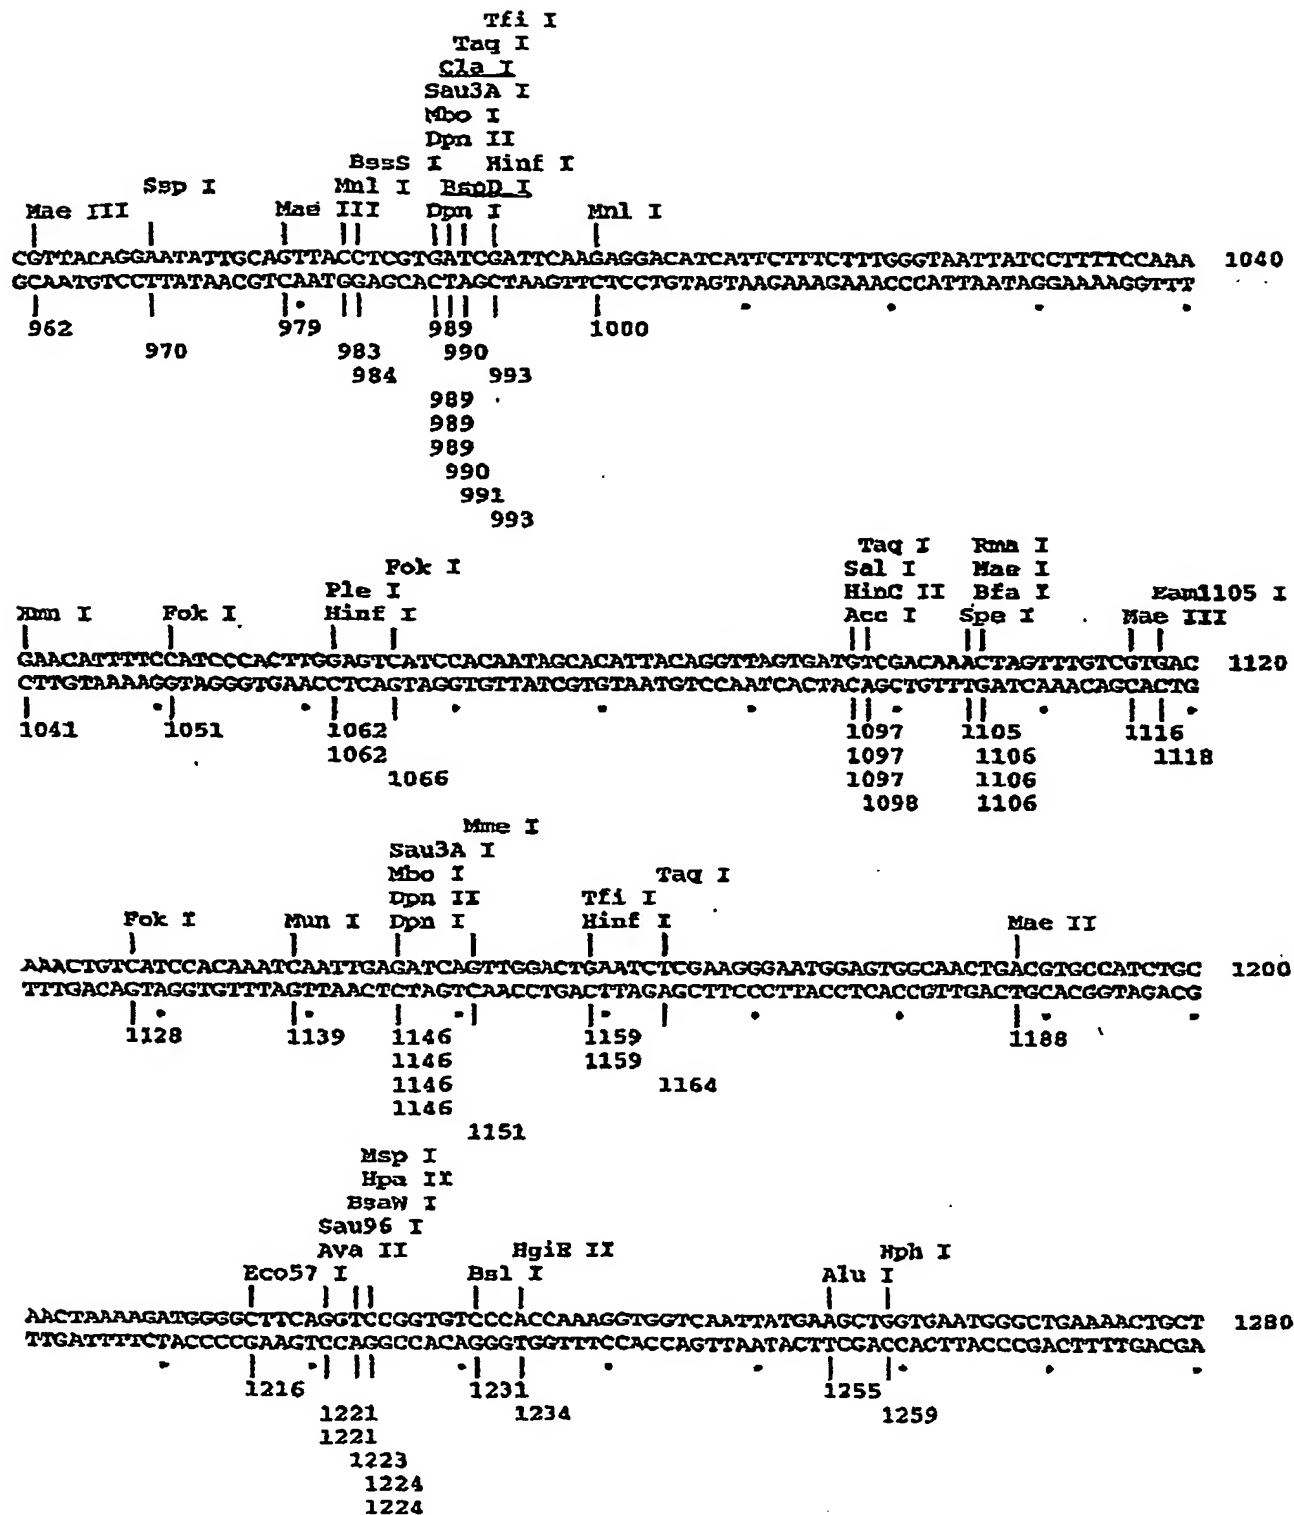 Tfi I
Taq I
Cla I
Sau3A I
Mbo I
Dpn II
BssS I Hinf I
Ssp I Mnl I BspD I
Mae III Mae III Dpn I Mnl I
CGTTACAGGAATATTGCAGTTACCTCGTGATCGATTCAAGAGGACATCATTCTTTCTTTGGGTAATTATCCTTTTCCAAA 1040
GCAATGTCCTTATAACGTCAATGGAGCACTAGCTAAGTTCTCCTGTAGTAAGAAAGAAACCCATTAATAGGAAAAGGTTT
962 979 989 1000
970 983 990
984 993
989
989
989
990
991
993
Taq I Rma I
Fok I Sal I Mae I
Ple I HinC II Bfa I Eam1105 I
Xmn I Fok I Hinf I Acc I Spe I Mae III
GAACATTTTCCATCCCACTTGGAGTCATCCACAATAGCACATTACAGGTTAGTGATGTCGACAAACTAGTTTGTCGTGAC 1120
CTTGTAAAAGGTAGGGTGAACCTCAGTAGGTGTTATCGTGTAATGTCCAATCACTACAGCTGTTTGATCAAACAGCACTG
1041 1051 1062 1097 1105 1116
1062 1097 1106 1118
1066 1097 1106
1098 1106
Mme I
Sau3A I
Mbo I Taq I
Dpn II Tfi I
Fok I Mun I Dpn I Hinf I Mae II
AAACTGTCATCCACAAATCAATTGAGATCAGTTGGACTGAATCTCGAAGGGAATGGAGTGGCAACTGACGTGCCATCTGC 1200
TTTGACAGTAGGTGTTTAGTTAACTCTAGTCAACCTGACTTAGAGCTTCCCTTACCTCACCGTTGACTGCACGGTAGACG
1128 1139 1146 1159 1188
1146 1159
1146 1164
1146
1151
Msp I
Hpa II
BsaW I
Sau96 I
Ava II HgiE II Hph I
Eco57 I Bsl I Alu I
AACTAAAAGATGGGGCTTCAGGTCCGGTGTCCCACCAAAGGTGGTCAATTATGAAGCTGGTGAATGGGCTGAAAACTGCT 1280
TTGATTTTCTACCCCGAAGTCCAGGCCACAGGGTGGTTTCCACCAGTTAATACTTCGACCACTTACCCGACTTTTGACGA
1216 1231 1255
1221 1234 1259
1221
1223
1224
1224